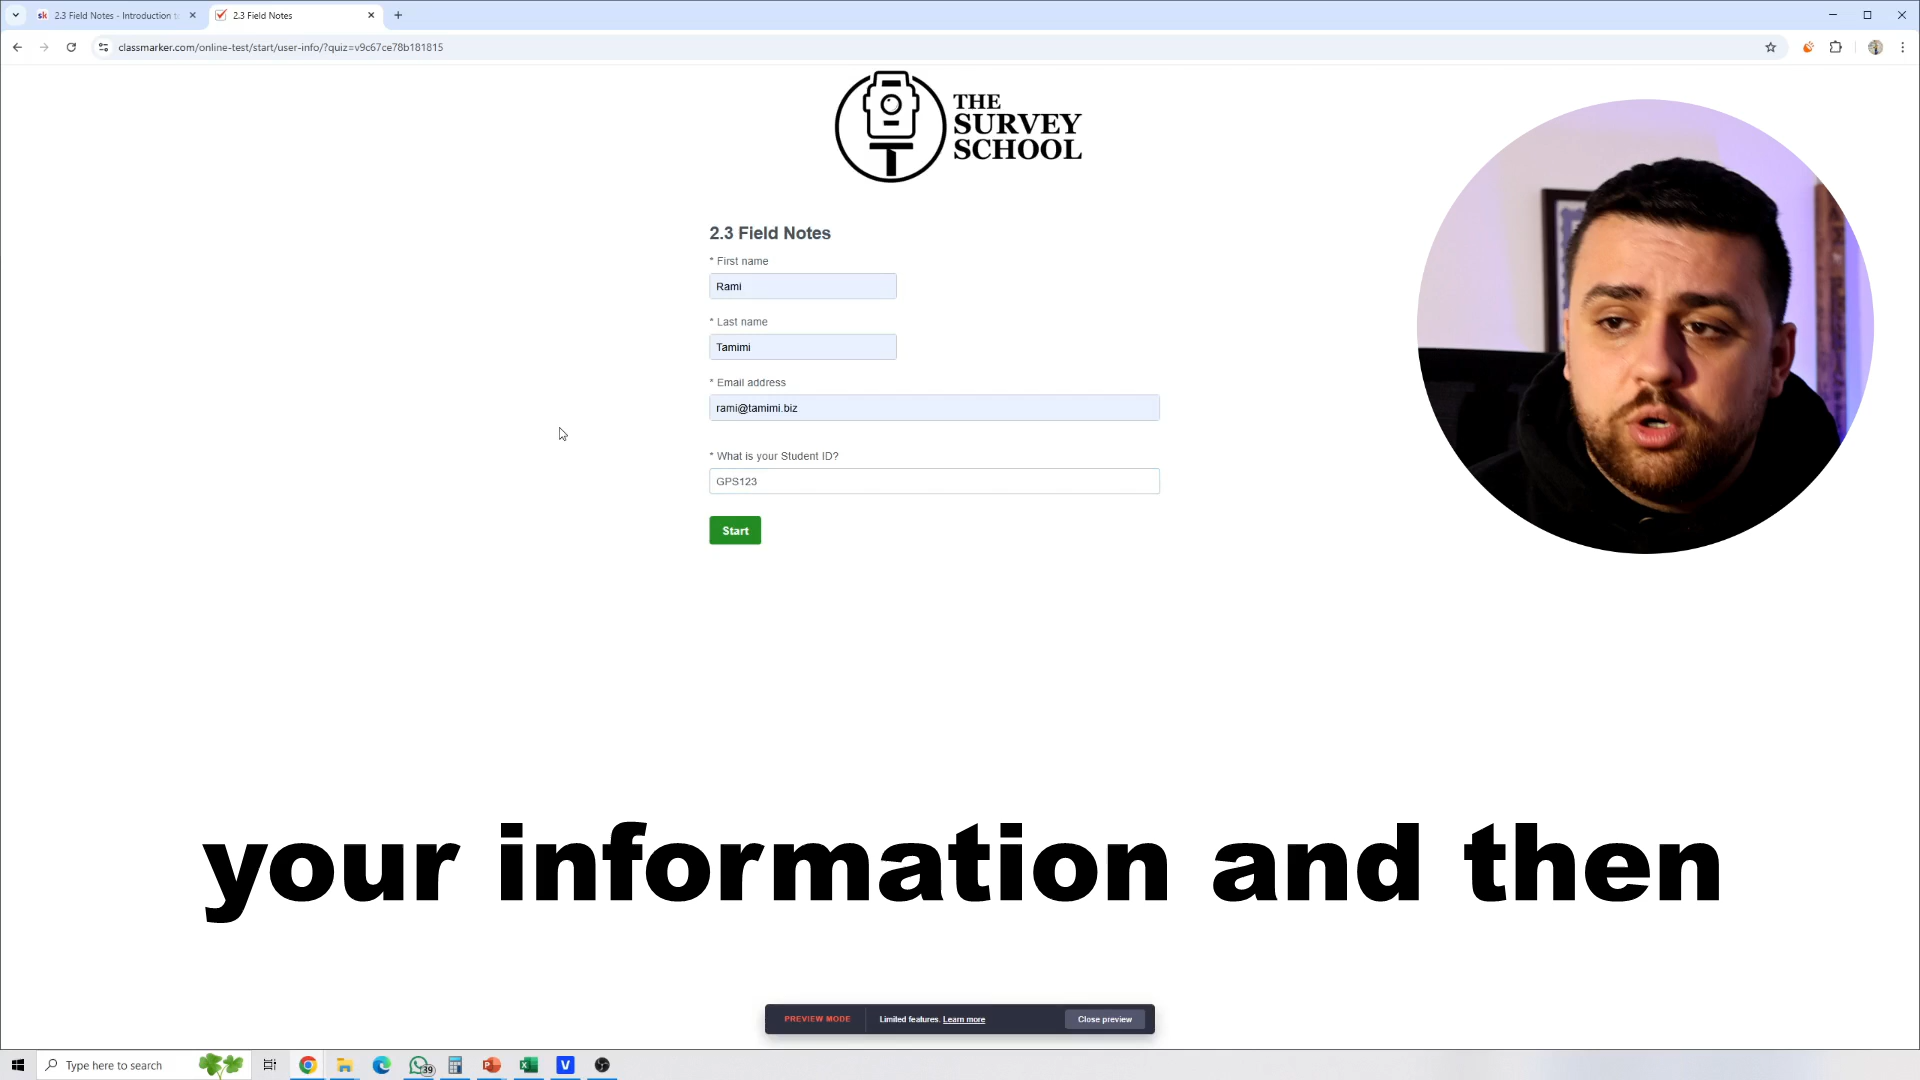 sk 2.3 Field Notes - Introduction t
2.3 Field Notes
classmarker.com/online-test/start/user-info/?quiz=v9c67ce78b181815
THE
SURVEY
SCHOOL
2.3 Field Notes
* First name
Rami
* Last name
Tamimi
* Email address
rami@tamimi.biz
* What is your Student ID?
GPS123
Start
your information and then
PREVIEW MODE Limited features. Learn more Close preview
Type here to search
39
V